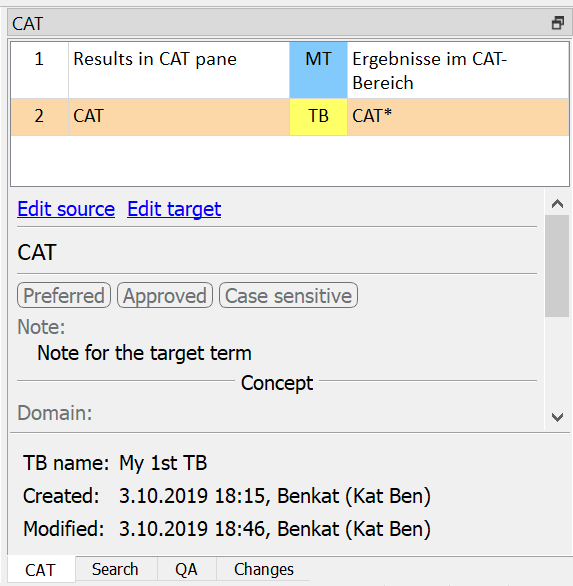 CAT
1 Results in CAT pane MT Ergebnisse im CAT-
Bereich
2 CAT TB CAT*
Edit source Edit target
CAT
Preferred Approved Case sensitive
Note:
Note for the target term
Concept
Domain:
TB name: My 1st TB
Created: 3.10.2019 18:15, Benkat (Kat Ben)
Modified: 3.10.2019 18:46, Benkat (Kat Ben)
CAT Search QA Changes